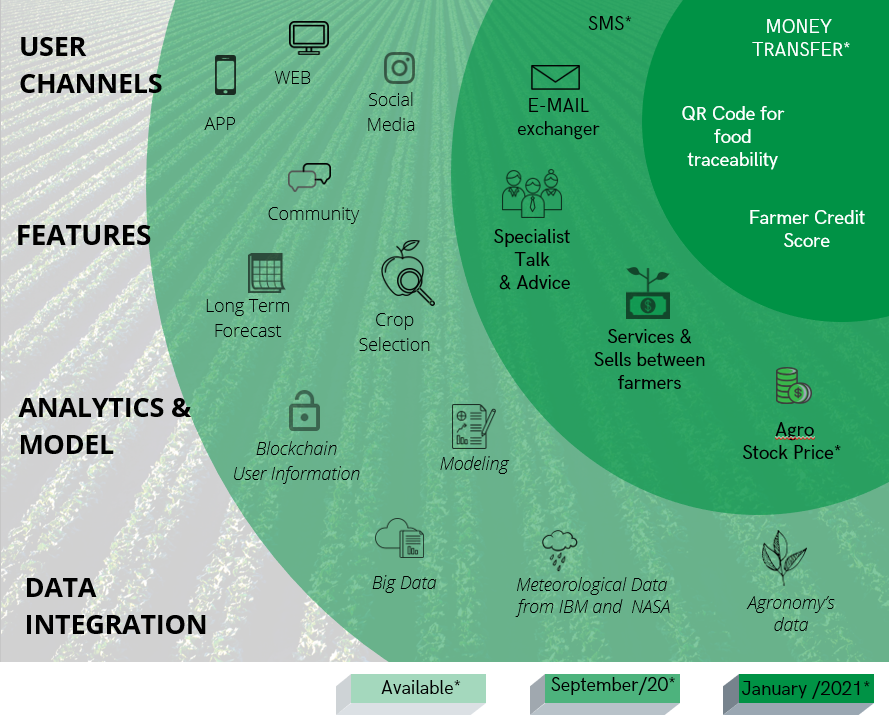 USER
CHANNELS
APP
WEB
Social
Media
SMS*
E-MAIL
exchanger
MONEY
TRANSFER*
QR Code for
food
traceability
FEATURES
Community
Long Term
Forecast
Crop
Selection
Specialist
Talk
& Advice
Services &
Sells between
farmers
Farmer Credit
Score
ANALYTICS &
MODEL
Blockchain
User Information
Modeling
Agro
Stock Price*
DATA
INTEGRATION
Big Data
Meteorological Data
from IBM and NASA
Agronomy's
data
Available*
September/20*
January /2021*